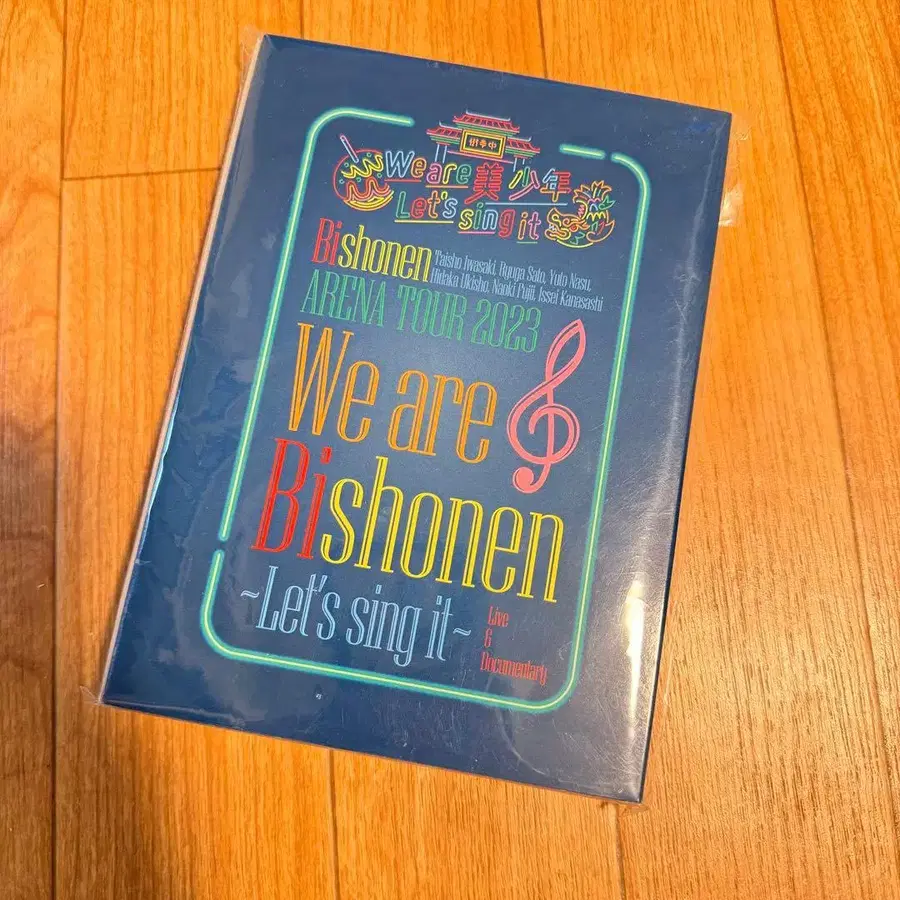 We are 美 少年
Let's sing it
Bishonen Taisho Iwasaki, Ryuga Sato, Yuto Nasu,
Hidaka Ukisho, Naoki Fujii, Issei Kanasashi
ARENA TOUR 2023
We are
Bishonen
~Let's sing it~
Live
&
Documentary